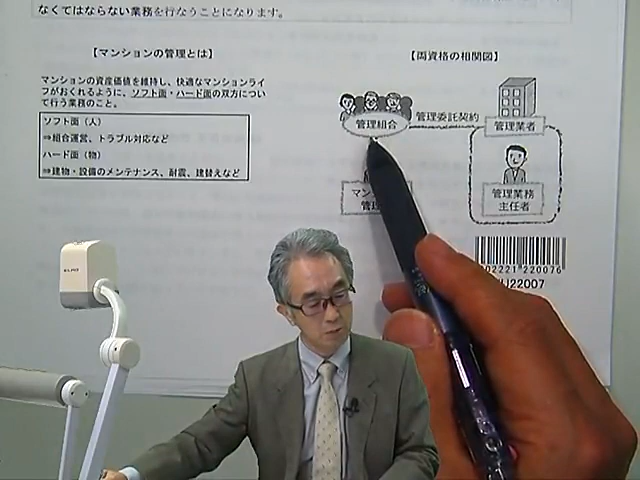 なくてはならない業務を行なうことになります。
【マンションの管理とは】
マンションの資産価値を維持し、快適なマンションライ
フがおくれるように、ソフト面・ハード面の双方につい
て行う業務のこと。
ソフト面（人）
⇒組合運営、トラブル対応など
ハード面（物）
⇒建物・設備のメンテナンス、耐震、建替えなど
【両資格の相関図】
管理組合
管理委託契約
管理業者
マン
管理
管理業務
主任者
02221220076
U22007
ELMO